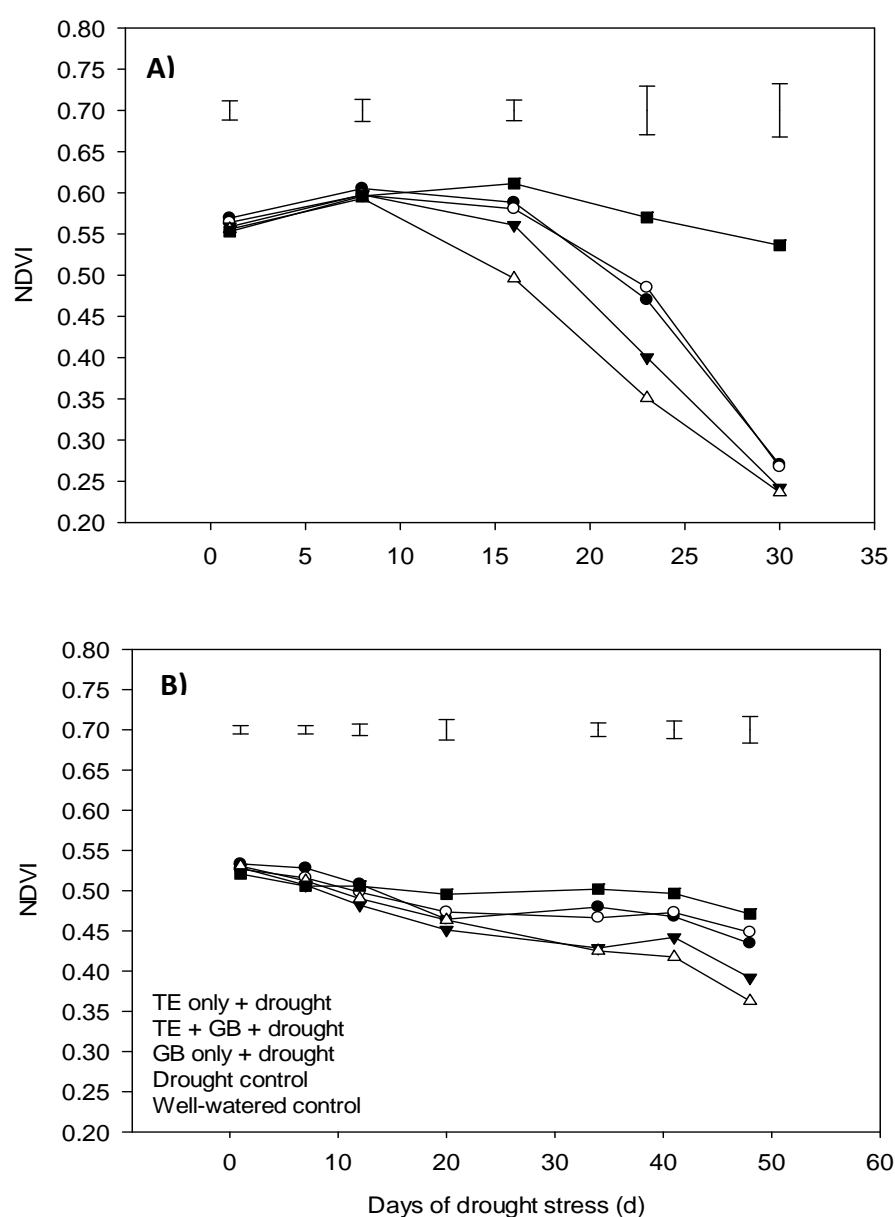 0.80
A)
0.75
0.70
0.65
0.60
0.55
0.50
0.45
0.40
0.35
0.30
0.25
0.20
NDVI
0 5 10 15 20 25 30 35
0.80
B)
0.75
0.70
0.65
0.60
0.55
0.50
0.45
0.40
0.35
0.30
0.25
0.20
NDVI
TE only + drought
TE + GB + drought
GB only + drought
Drought control
Well-watered control
0 10 20 30 40 50 60
Days of drought stress (d)